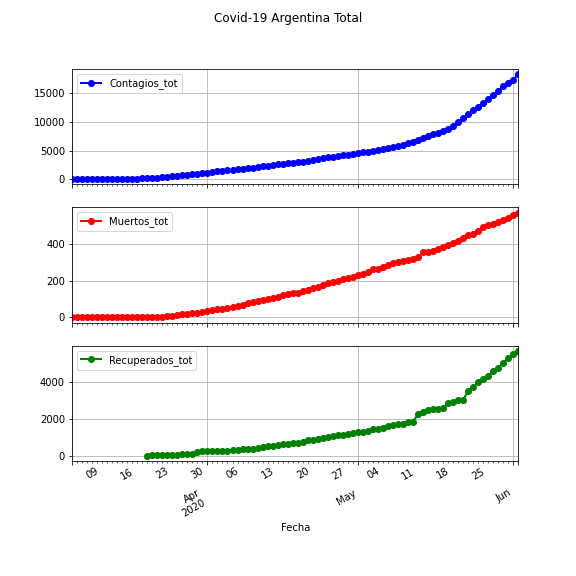 Covid-19 Argentina Total
Contagios_tot
15000
10000
5000
0
Muertos_tot
400
200
0
Recuperados_tot
4000
2000
0
09 16 23 30 06 13 20 27 04 11 18 25
Apr May Jun
2020
Fecha